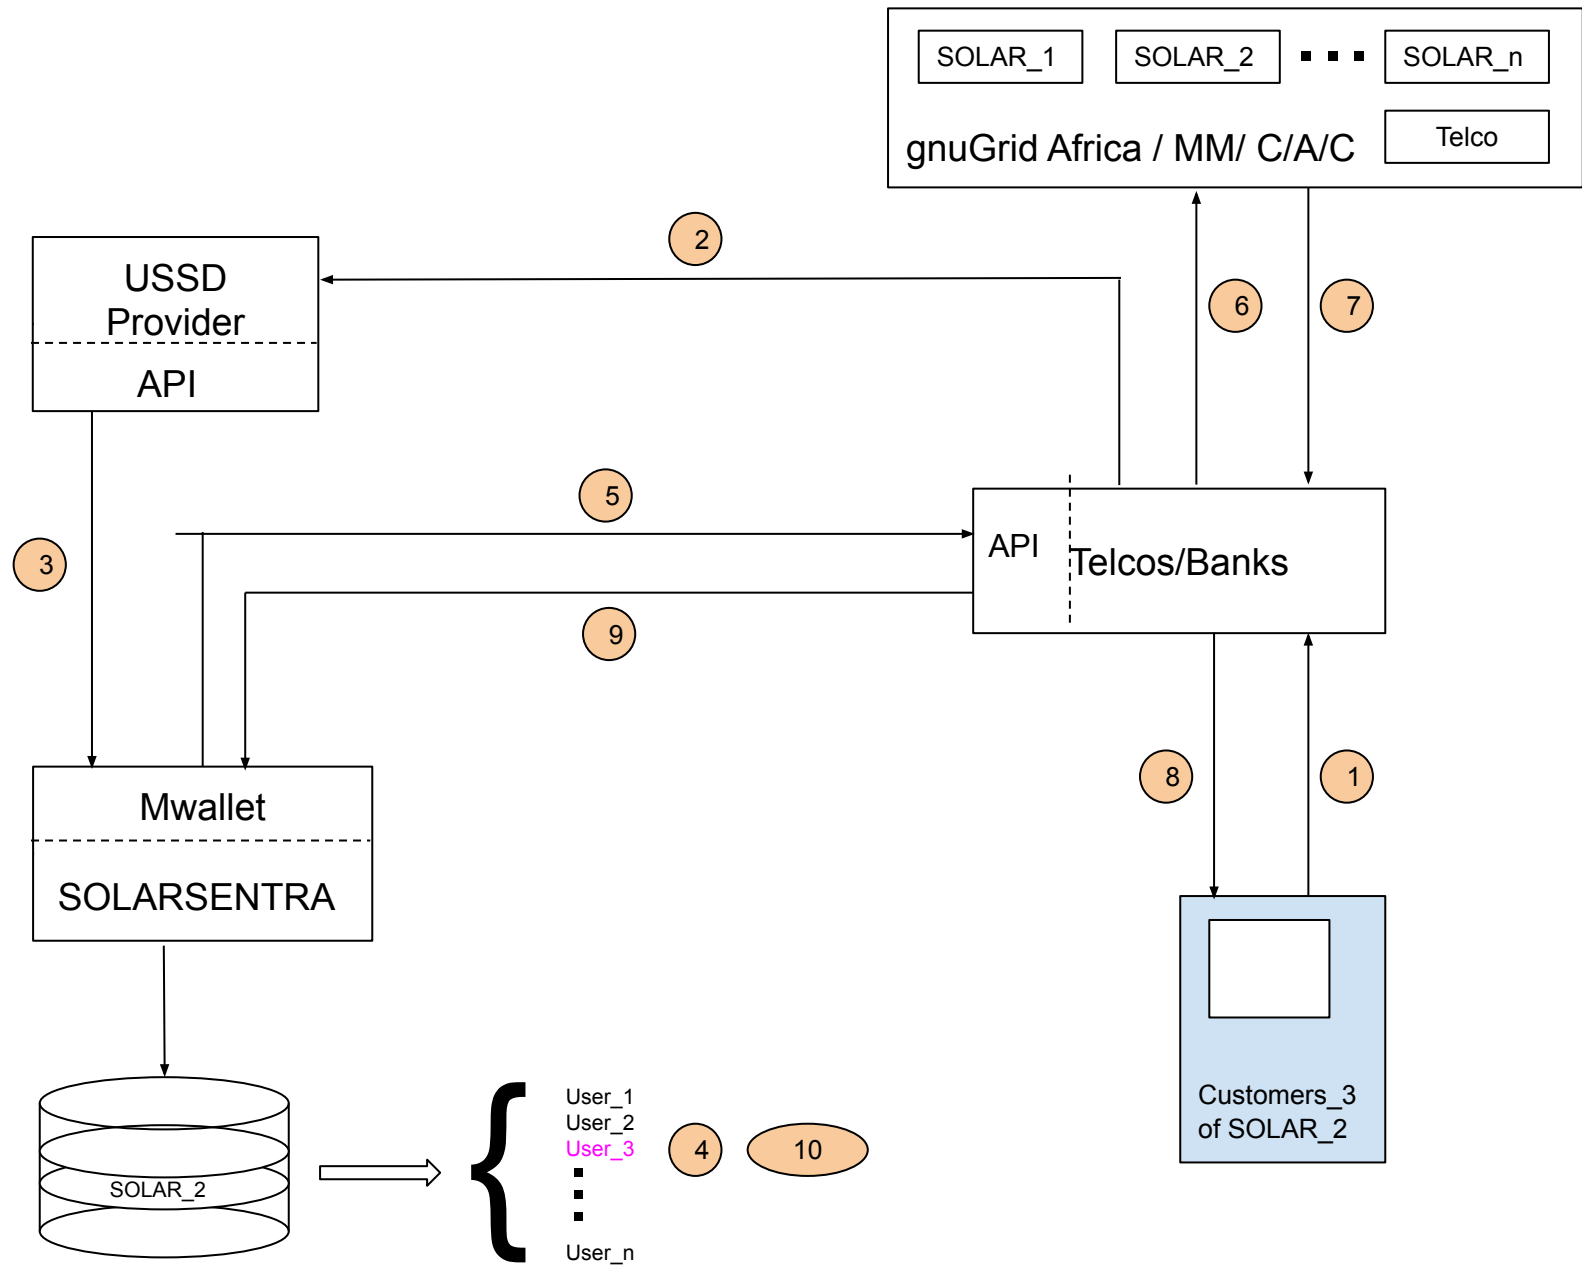 SOLAR_1
SOLAR_2
SOLAR_n
Telco
gnuGrid Africa / MM/ C/A/C
2
USSD
Provider
API
6
7
5
3
API
Telcos/Banks
9
8
1
Mwallet
SOLARSENTRA
Customers_3
of SOLAR_2
SOLAR_2
{
User_1
User_2
User_3
User_n
4
10